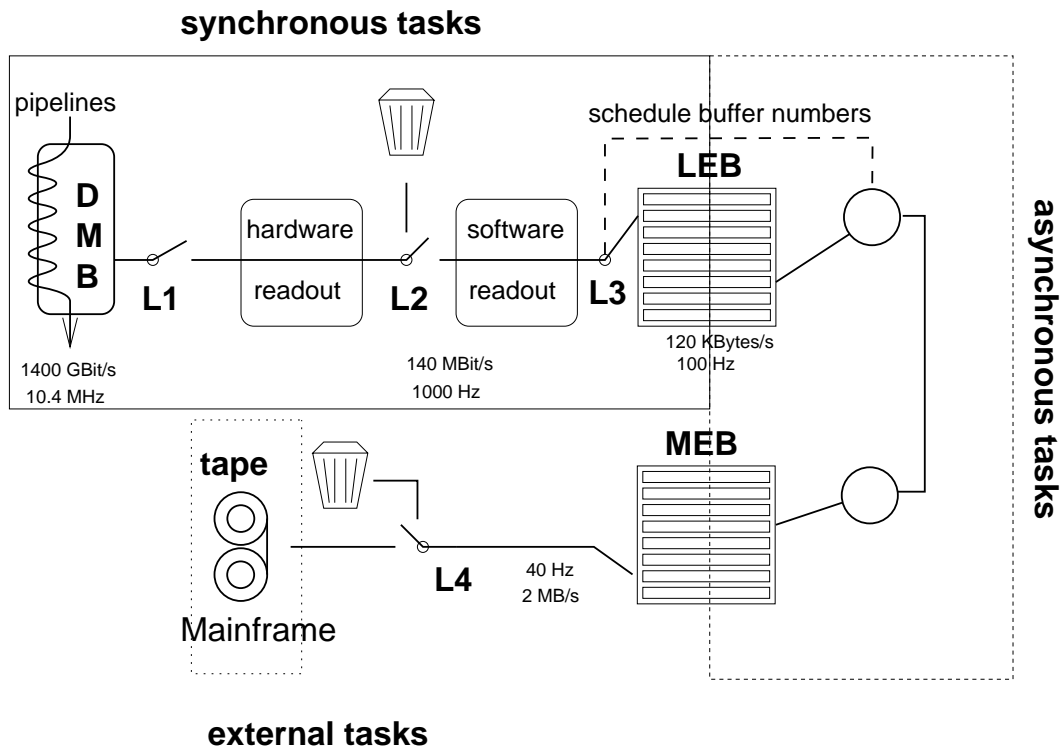 synchronous tasks
pipelines
schedule buffer numbers
D
M
B
LEB
hardware
readout
software
readout
L1
L2
L3
1400 GBit/s
10.4 MHz
140 MBit/s
1000 Hz
120 KBytes/s
100 Hz
asynchronous tasks
tape
MEB
L4
40 Hz
2 MB/s
Mainframe
external tasks